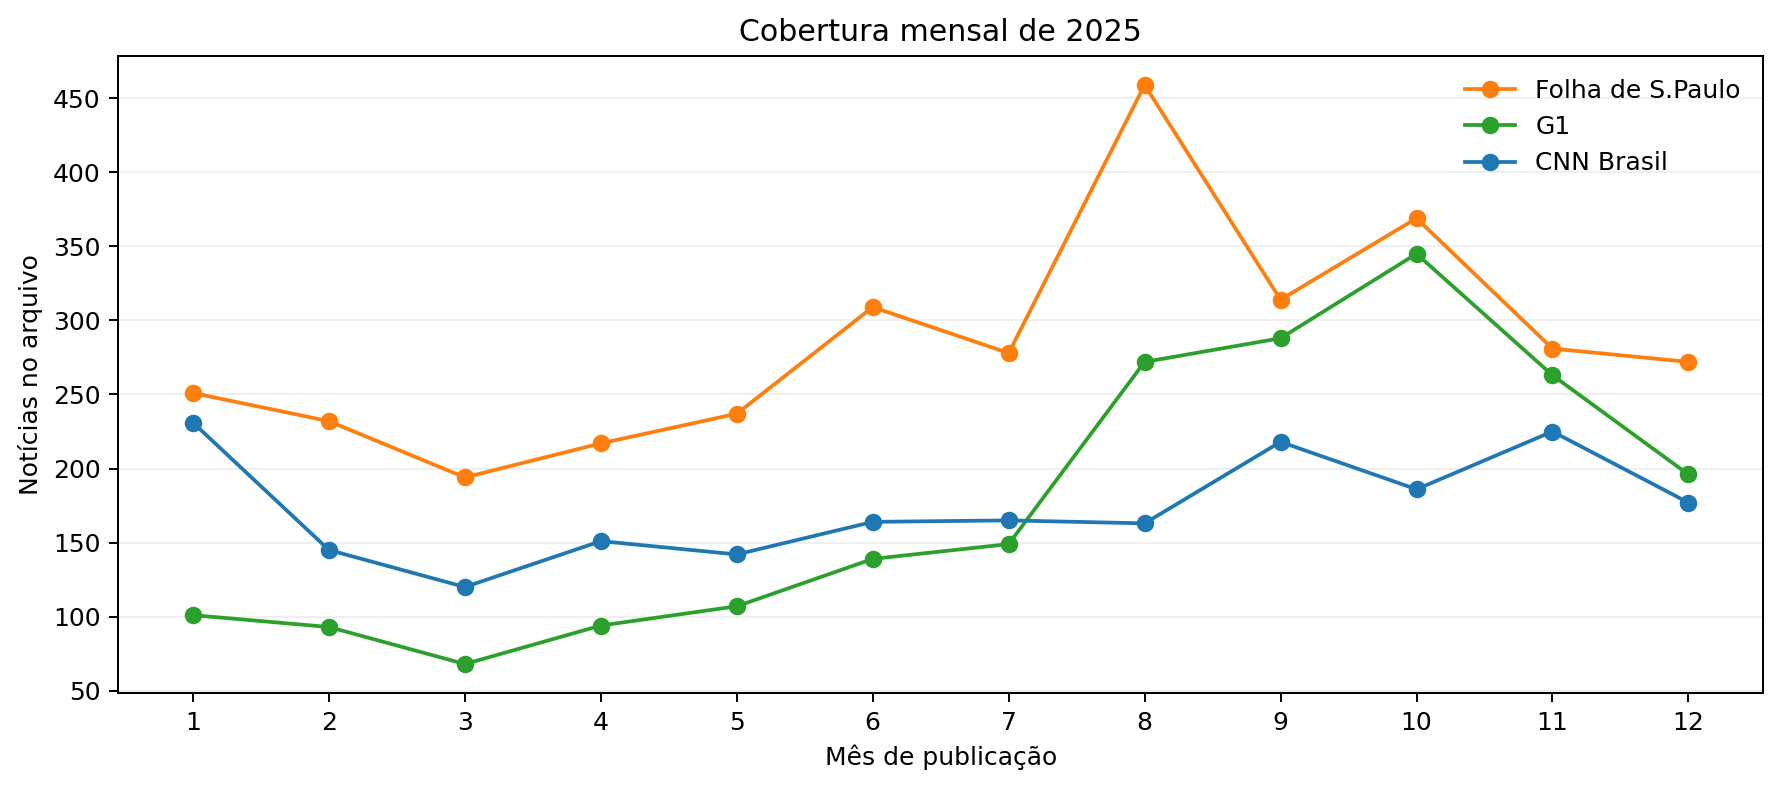 Cobertura mensal de 2025
Folha de S.Paulo
G1
CNN Brasil
Notícias no arquivo
450
400
350
300
250
200
150
100
50
1 2 3 4 5 6 7 8 9 10 11 12
Mês de publicação